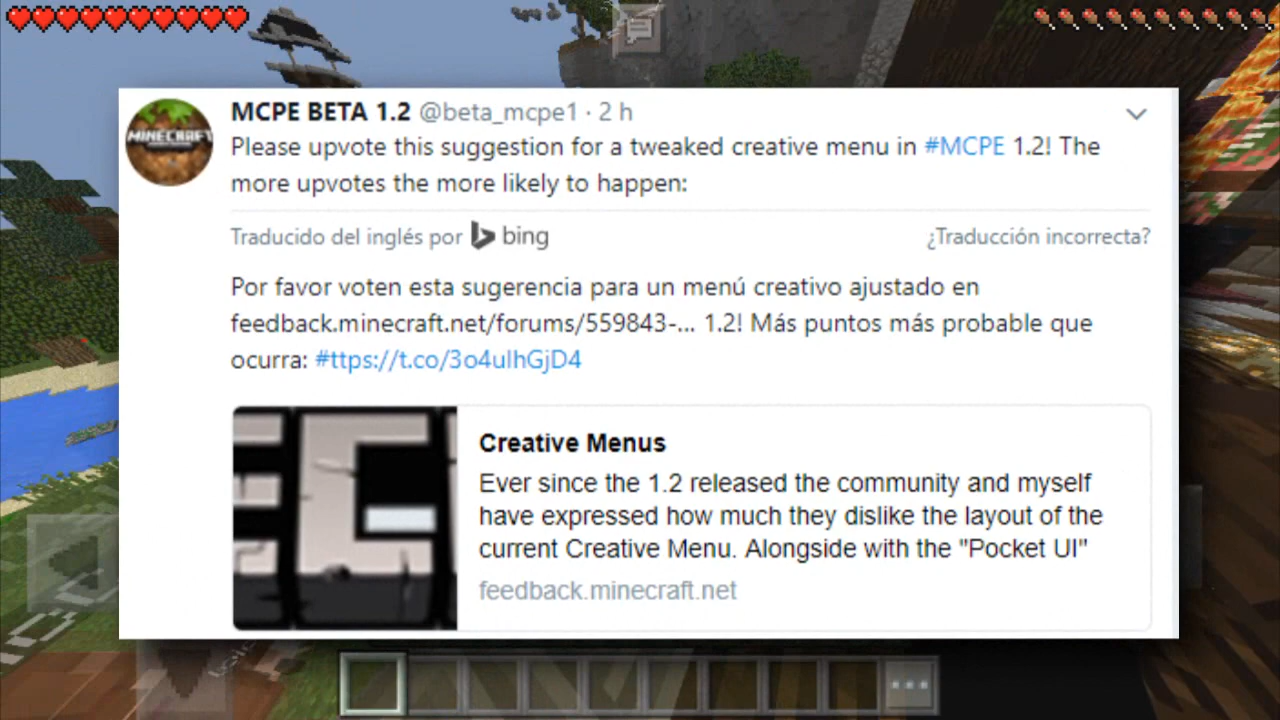 MCPE BETA 1.2 @beta_mcpe1 · 2 h
Please upvote this suggestion for a tweaked creative menu in #MCPE 1.2! The
more upvotes the more likely to happen:
Traducido del inglés por bing
¿Traducción incorrecta?
Por favor voten esta sugerencia para un menú creativo ajustado en
feedback.minecraft.net/forums/559843-... 1.2! Más puntos más probable que
ocurra: #ttps://t.co/3o4ulhGjD4
Creative Menus
Ever since the 1.2 released the community and myself
have expressed how much they dislike the layout of the
current Creative Menu. Alongside with the "Pocket UI"
feedback.minecraft.net
MINECRAFT